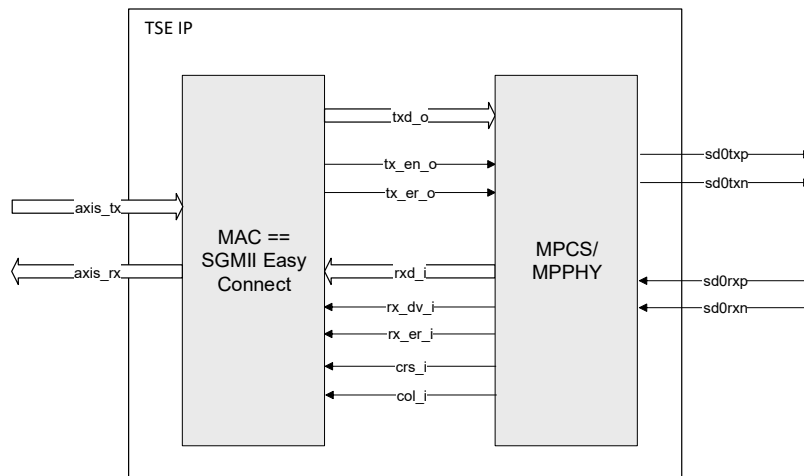 TSE IP
txd_o
tx_en_o
tx_er_o
axis_tx
axis_rx
MAC ==
SGMII Easy
Connect
rxd_i
rx_dv_i
rx_er_i
crs_i
col_i
MPCS/
MPPHY
sd0txp
sd0txn
sd0rxp
sd0rxn